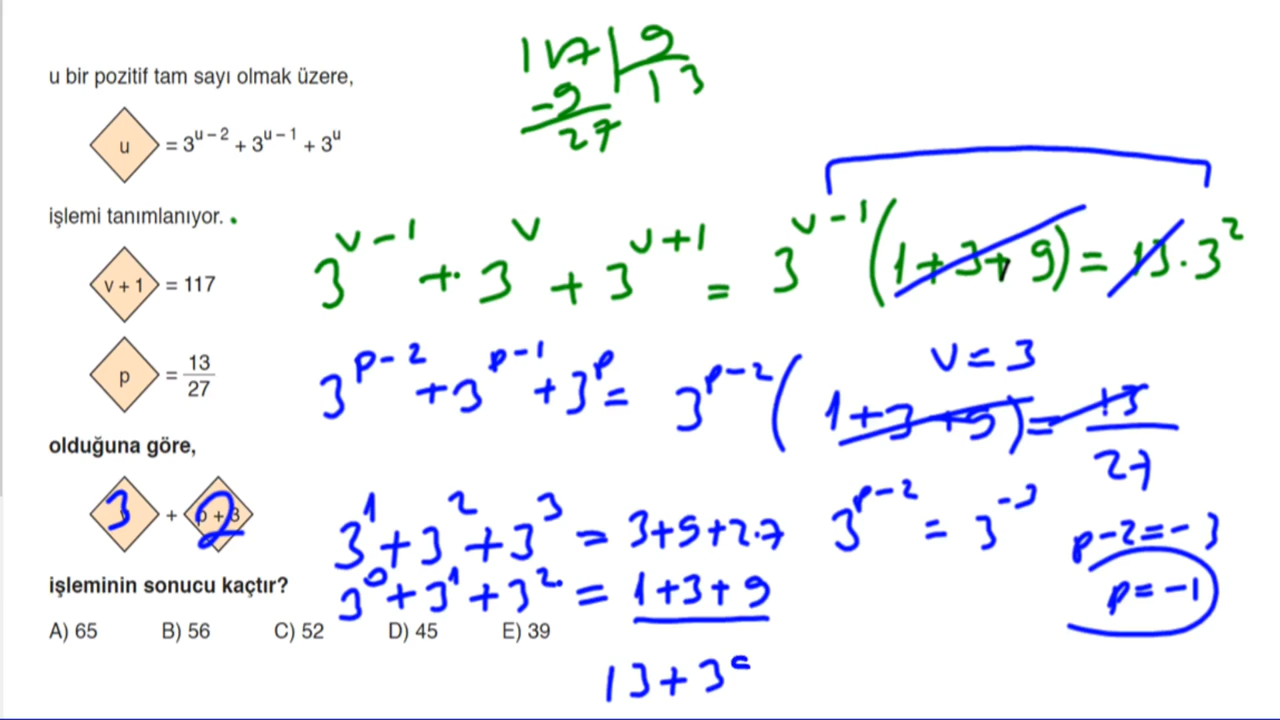 u bir pozitif tam sayı olmak üzere,
u = 3^{u-2} + 3^{u-1} + 3^u
işlemi tanımlanıyor.
v + 1 = 117
p = 13/27
olduğuna göre,
3 + 2 p + 3
işleminin sonucu kaçtır?
A) 65 B) 56 C) 52 D) 45 E) 39
117 | 9
-9 13
27
3^{v-1} + 3^v + 3^{v+1} = 3^{v-1}(1+3+9) = 13.3^2
v = 3
3^{p-2} + 3^{p-1} + 3^p = 3^{p-2}(1+3+9) = 13/27
3^{p-2} = 3^{-3}
p-2=-3
p=-1
3^1 + 3^2 + 3^3 = 3+9+27
3^0 + 3^1 + 3^2 = 1+3+9
13+39